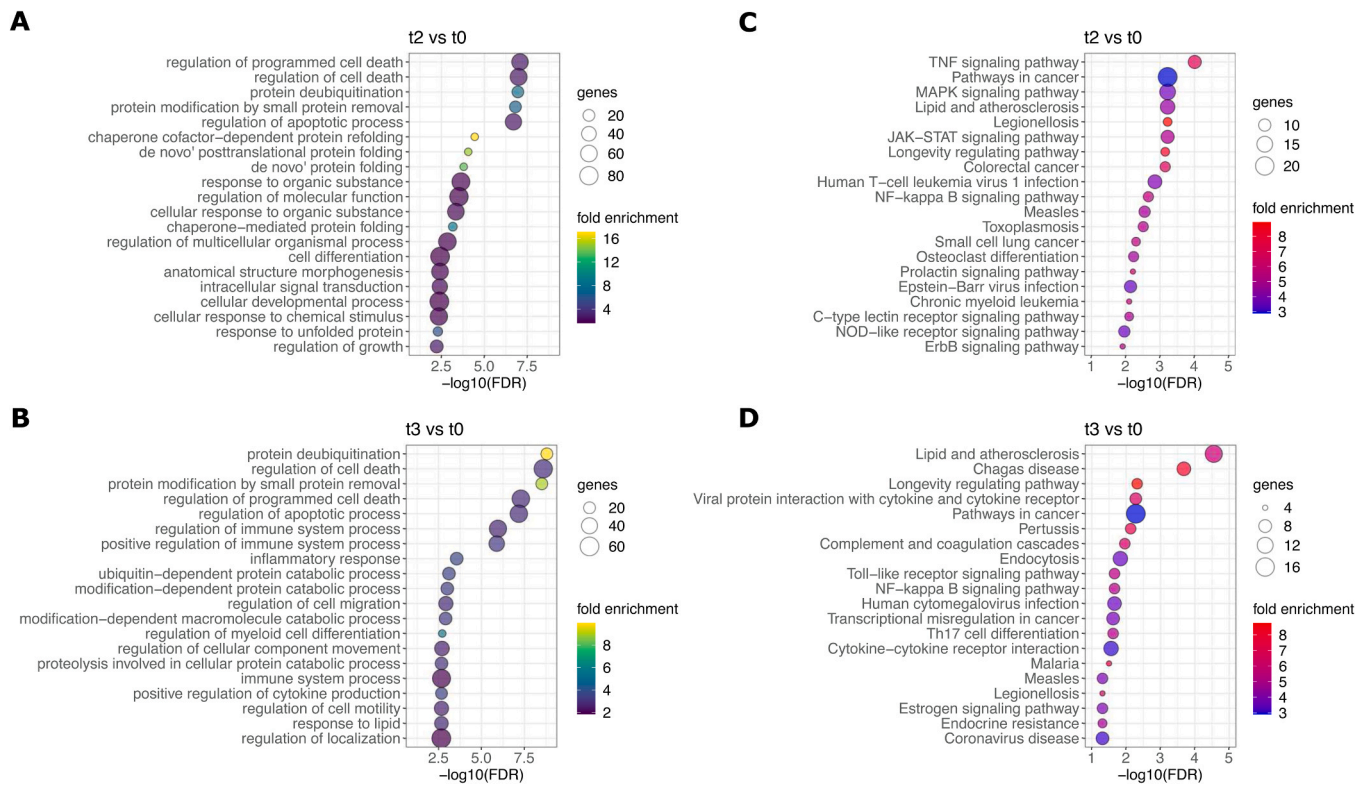 A
t2 vs t0
regulation of programmed cell death
regulation of cell death
protein deubiquitination
protein modification by small protein removal
regulation of apoptotic process
chaperone cofactor-dependent protein refolding
de novo' posttranslational protein folding
de novo' protein folding
response to organic substance
regulation of molecular function
cellular response to organic substance
chaperone-mediated protein folding
regulation of multicellular organismal process
cell differentiation
anatomical structure morphogenesis
intracellular signal transduction
cellular developmental process
cellular response to chemical stimulus
response to unfolded protein
regulation of growth
2.5 5.0 7.5
−log10(FDR)
genes
20
40
60
80
fold enrichment
16
12
8
4
C
t2 vs t0
TNF signaling pathway
Pathways in cancer
MAPK signaling pathway
Lipid and atherosclerosis
Legionellosis
JAK−STAT signaling pathway
Longevity regulating pathway
Colorectal cancer
Human T−cell leukemia virus 1 infection
NF−kappa B signaling pathway
Measles
Toxoplasmosis
Small cell lung cancer
Osteoclast differentiation
Prolactin signaling pathway
Epstein−Barr virus infection
Chronic myeloid leukemia
C−type lectin receptor signaling pathway
NOD−like receptor signaling pathway
ErbB signaling pathway
1 2 3 4 5
−log10(FDR)
genes
10
15
20
fold enrichment
8
7
6
5
4
3
B
t3 vs t0
protein deubiquitination
regulation of cell death
protein modification by small protein removal
regulation of programmed cell death
regulation of apoptotic process
regulation of immune system process
positive regulation of immune system process
inflammatory response
ubiquitin−dependent protein catabolic process
modification−dependent protein catabolic process
regulation of cell migration
modification−dependent macromolecule catabolic process
regulation of myeloid cell differentiation
regulation of cellular component movement
proteolysis involved in cellular protein catabolic process
immune system process
positive regulation of cytokine production
regulation of cell motility
response to lipid
regulation of localization
2.5 5.0 7.5
−log10(FDR)
genes
20
40
60
fold enrichment
8
6
4
2
D
t3 vs t0
Lipid and atherosclerosis
Chagas disease
Longevity regulating pathway
Viral protein interaction with cytokine and cytokine receptor
Pathways in cancer
Pertussis
Complement and coagulation cascades
Endocytosis
Toll−like receptor signaling pathway
NF−kappa B signaling pathway
Human cytomegalovirus infection
Transcriptional misregulation in cancer
Th17 cell differentiation
Cytokine−cytokine receptor interaction
Malaria
Measles
Legionellosis
Estrogen signaling pathway
Endocrine resistance
Coronavirus disease
1 2 3 4 5
−log10(FDR)
genes
4
8
12
16
fold enrichment
8
7
6
5
4
3